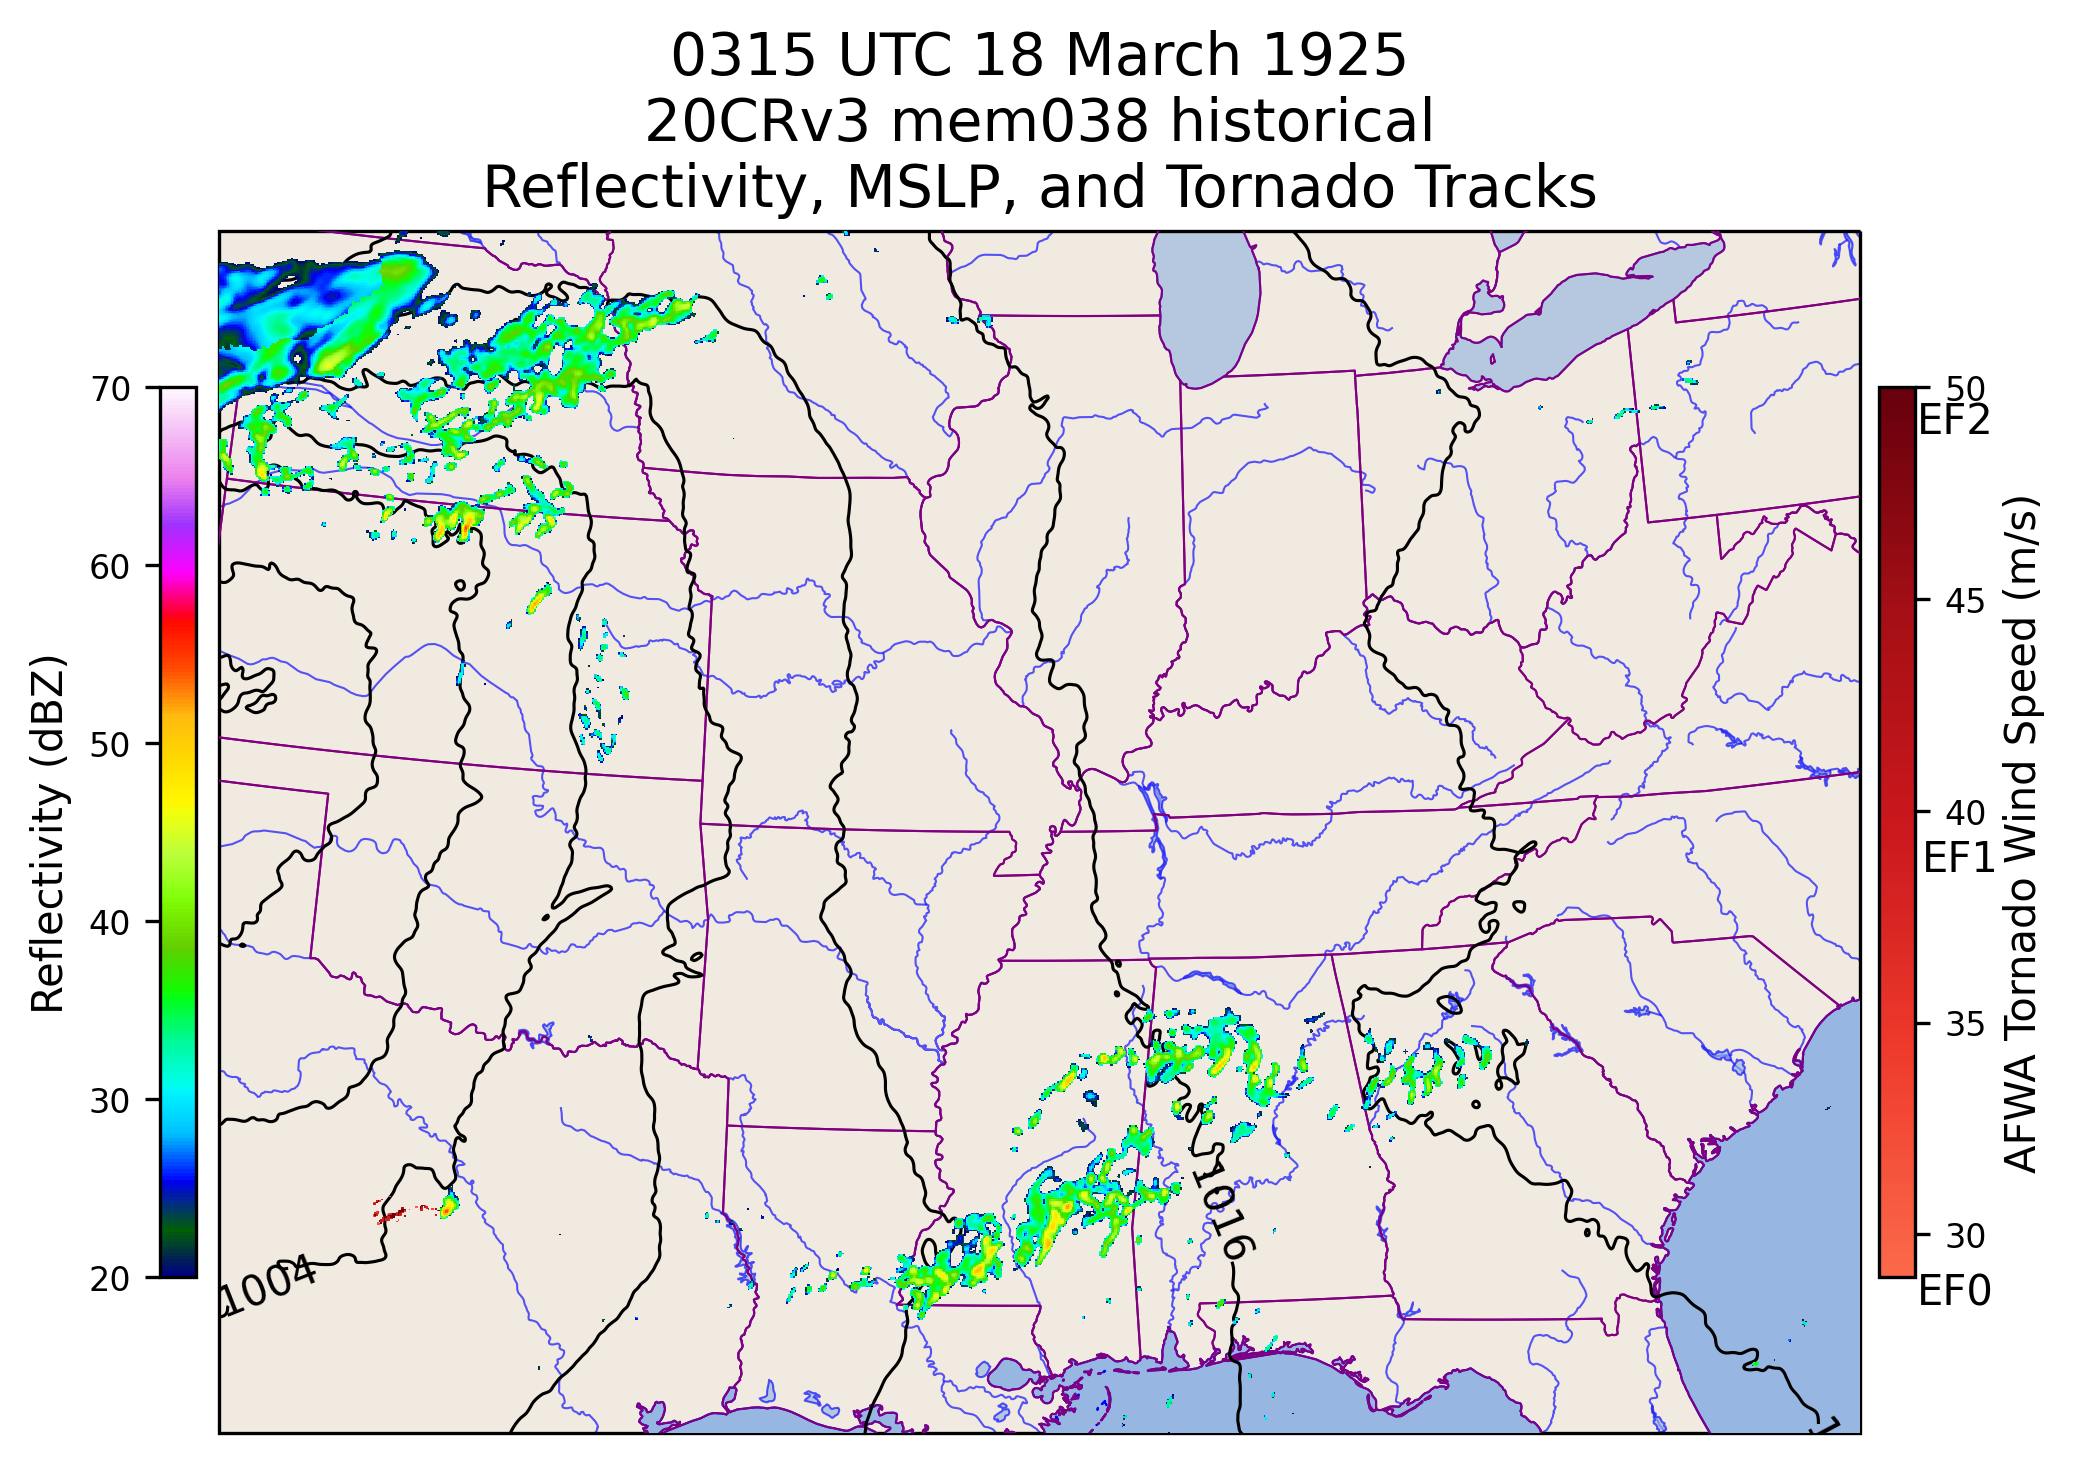 0315 UTC 18 March 1925
20CRv3 mem038 historical
Reflectivity, MSLP, and Tornado Tracks
Reflectivity (dBZ)
70
60
50
40
30
20
1004
1016
50
EF2
45
40
EF1
35
30
EF0
AFWA Tornado Wind Speed (m/s)